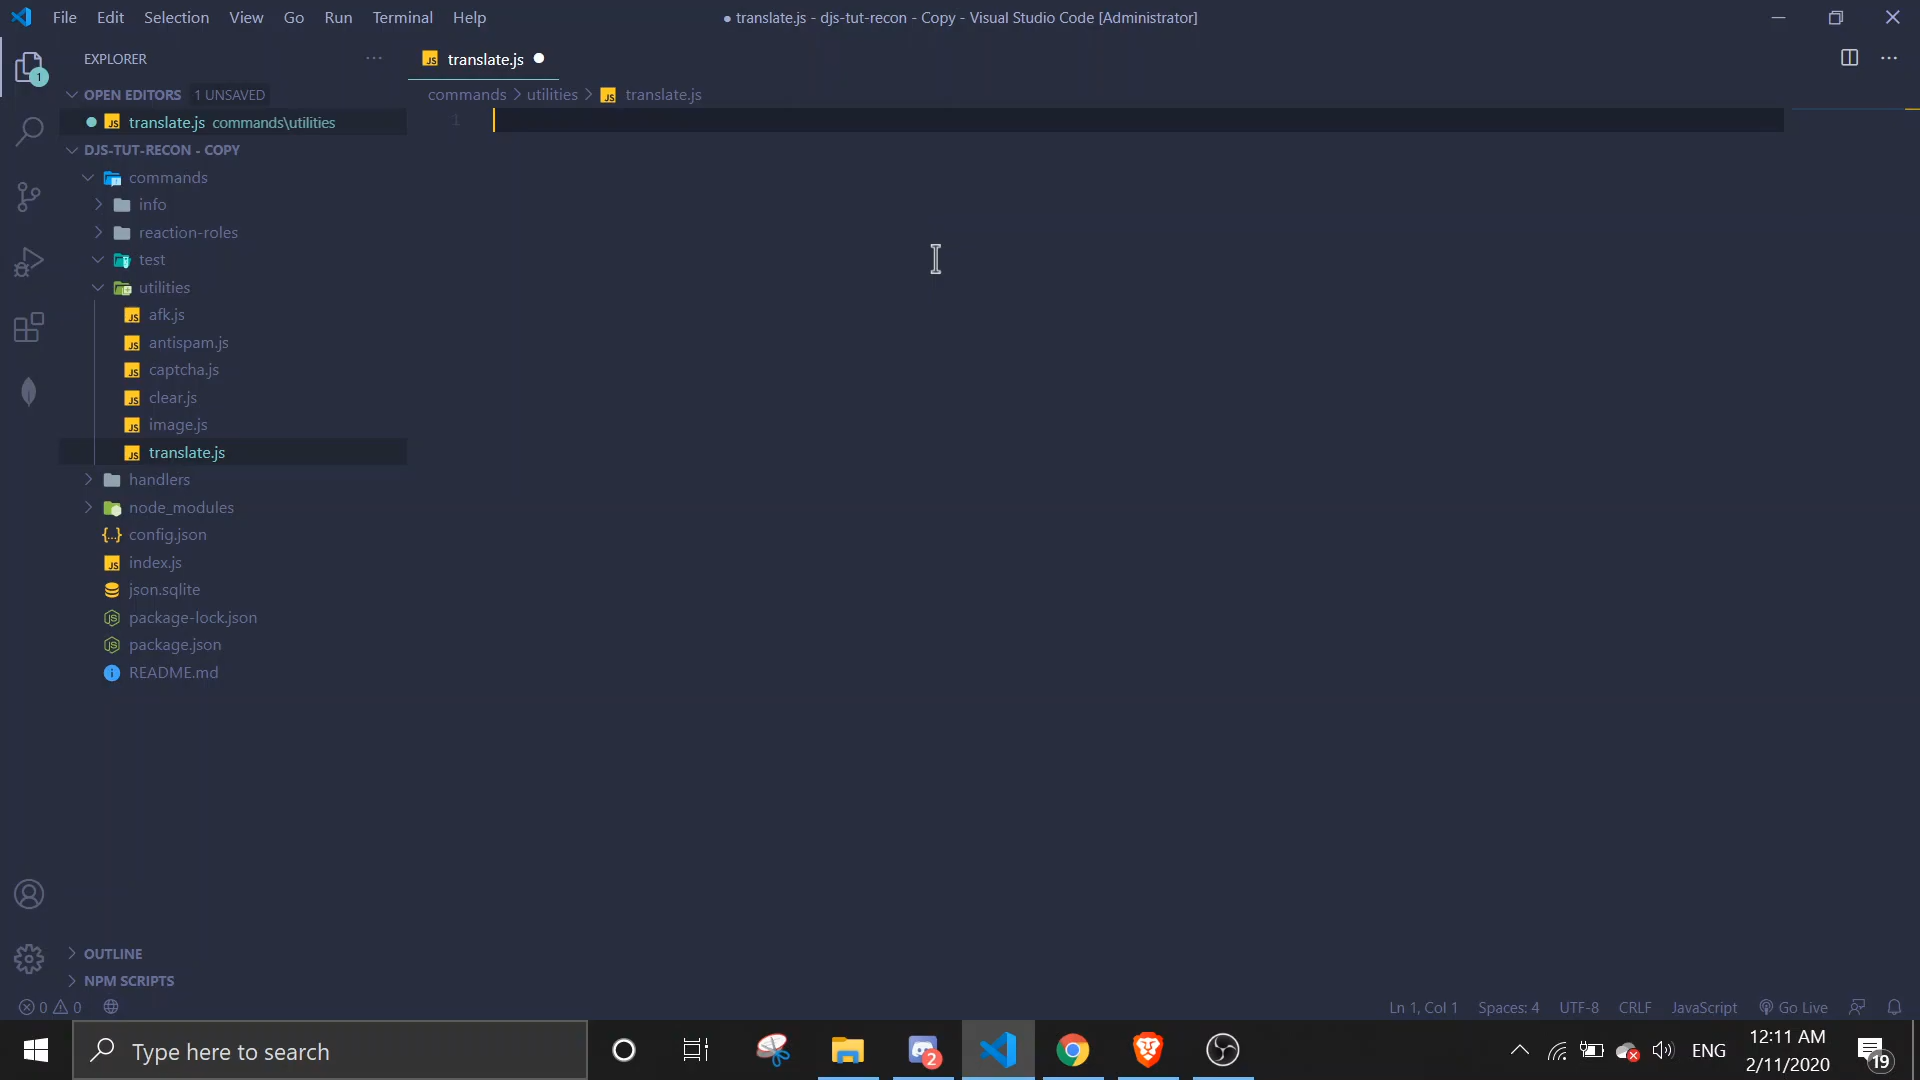 File Edit Selection View Go Run Terminal Help
● translate.js - djs-tut-recon - Copy - Visual Studio Code [Administrator]
EXPLORER
translate.js
OPEN EDITORS 1 UNSAVED
commands > utilities > translate.js
translate.js commands\utilities
1
DJS-TUT-RECON - COPY
commands
info
reaction-roles
test
utilities
afk.js
antispam.js
captcha.js
clear.js
image.js
translate.js
handlers
node_modules
config.json
index.js
json.sqlite
package-lock.json
package.json
README.md
OUTLINE
NPM SCRIPTS
0 0
Ln 1, Col 1 Spaces: 4 UTF-8 CRLF JavaScript Go Live
Type here to search
ENG
12:11 AM
2/11/2020
1
2
19